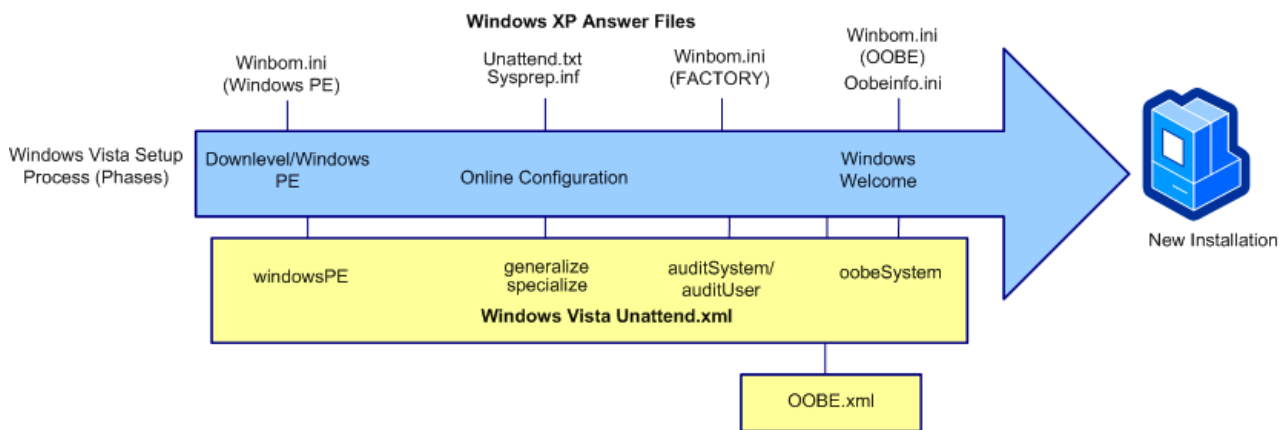 Windows XP Answer Files
Winbom.ini
(Windows PE)
Unattend.txt
Sysprep.inf
Winbom.ini
(FACTORY)
Winbom.ini
(OOBE)
Oobeinfo.ini
Windows Vista Setup
Process (Phases)
Downlevel/Windows
PE
Online Configuration
Windows
Welcome
New Installation
windowsPE
generalize
specialize
auditSystem/
auditUser
oobeSystem
Windows Vista Unattend.xml
OOBE.xml